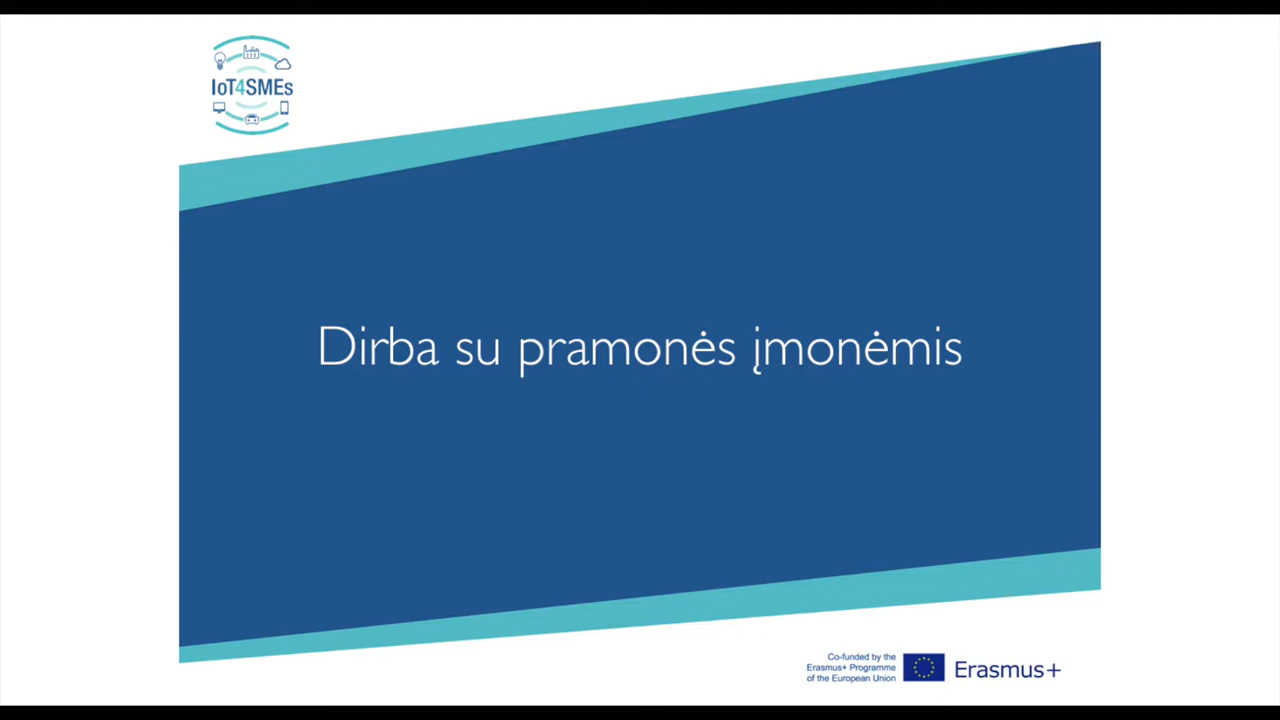 IoT4SMEs
Dirba su pramonės įmonėmis
Co-funded by the
Erasmus+ Programme
of the European Union
Erasmus+